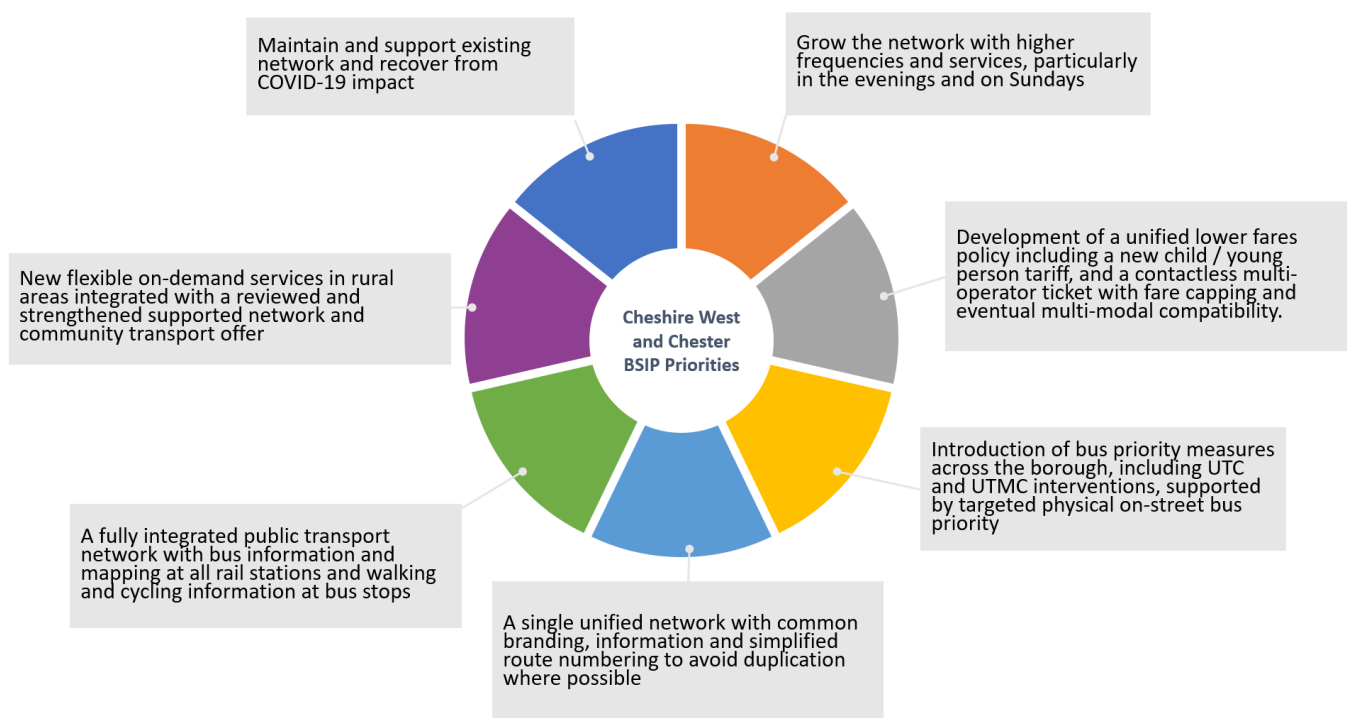 Maintain and support existing
network and recover from
COVID-19 impact
Grow the network with higher
frequencies and services, particularly
in the evenings and on Sundays
Development of a unified lower fares
policy including a new child / young
person tariff, and a contactless multi-
operator ticket with fare capping and
eventual multi-modal compatibility.
New flexible on-demand services in rural
areas integrated with a reviewed and
strengthened supported network and
community transport offer
Cheshire West
and Chester
BSIP Priorities
Introduction of bus priority measures
across the borough, including UTC
and UTMC interventions, supported
by targeted physical on-street bus
priority
A fully integrated public transport
network with bus information and
mapping at all rail stations and walking
and cycling information at bus stops
A single unified network with common
branding, information and simplified
route numbering to avoid duplication
where possible